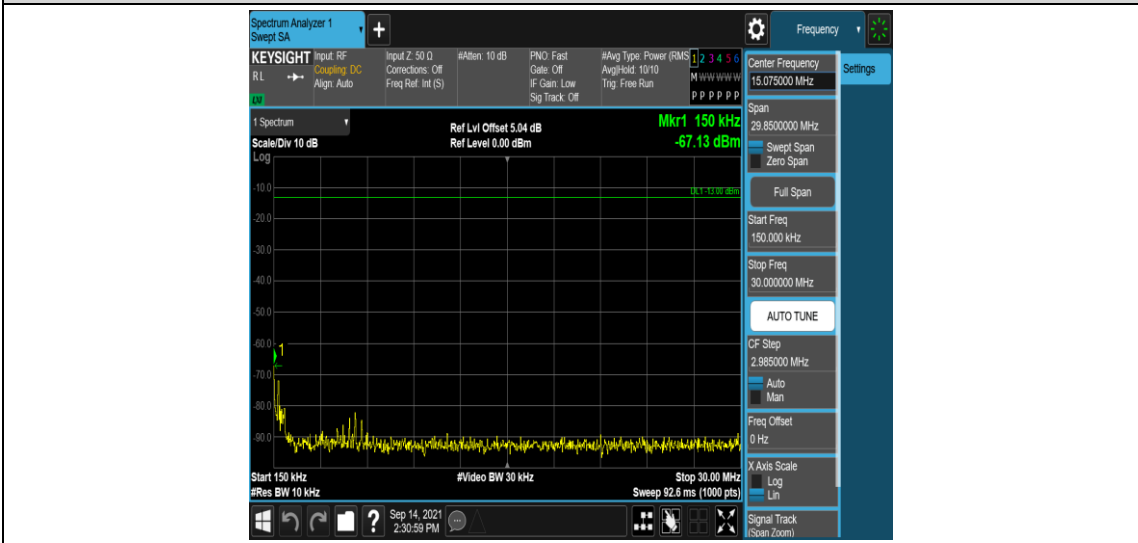 Spectrum Analyzer 1
Swept SA
Frequency
KEYSIGHT
Input: RF
Input Z: 50 Ω
#Atten: 10 dB
PNO: Fast
#Avg Type: Power (RMS
1 2 3 4 5 6
R L
Coupling: DC
Corrections: Off
Gate: Off
Avg|Hold: 10/10
M W W W W W
Align: Auto
Freq Ref: Int (S)
IF Gain: Low
Trig: Free Run
Sig Track: Off
P P P P P P
1 Spectrum
Ref Lvl Offset 5.04 dB
Mkr1 150 kHz
Scale/Div 10 dB
Ref Level 0.00 dBm
-67.13 dBm
Log
-10.0
DL1 -13.00 dBm
-20.0
-30.0
-40.0
-50.0
-60.0
1
-70.0
-80.0
-90.0
Start 150 kHz
#Video BW 30 kHz
Stop 30.00 MHz
#Res BW 10 kHz
Sweep 92.6 ms (1000 pts)
Sep 14, 2021
2:30:59 PM
?
Center Frequency
15.075000 MHz
Settings
Span
29.8500000 MHz
Swept Span
Zero Span
Full Span
Start Freq
150.000 kHz
Stop Freq
30.000000 MHz
AUTO TUNE
CF Step
2.985000 MHz
Auto
Man
Freq Offset
0 Hz
X Axis Scale
Log
Lin
Signal Track
(Span Zoom)